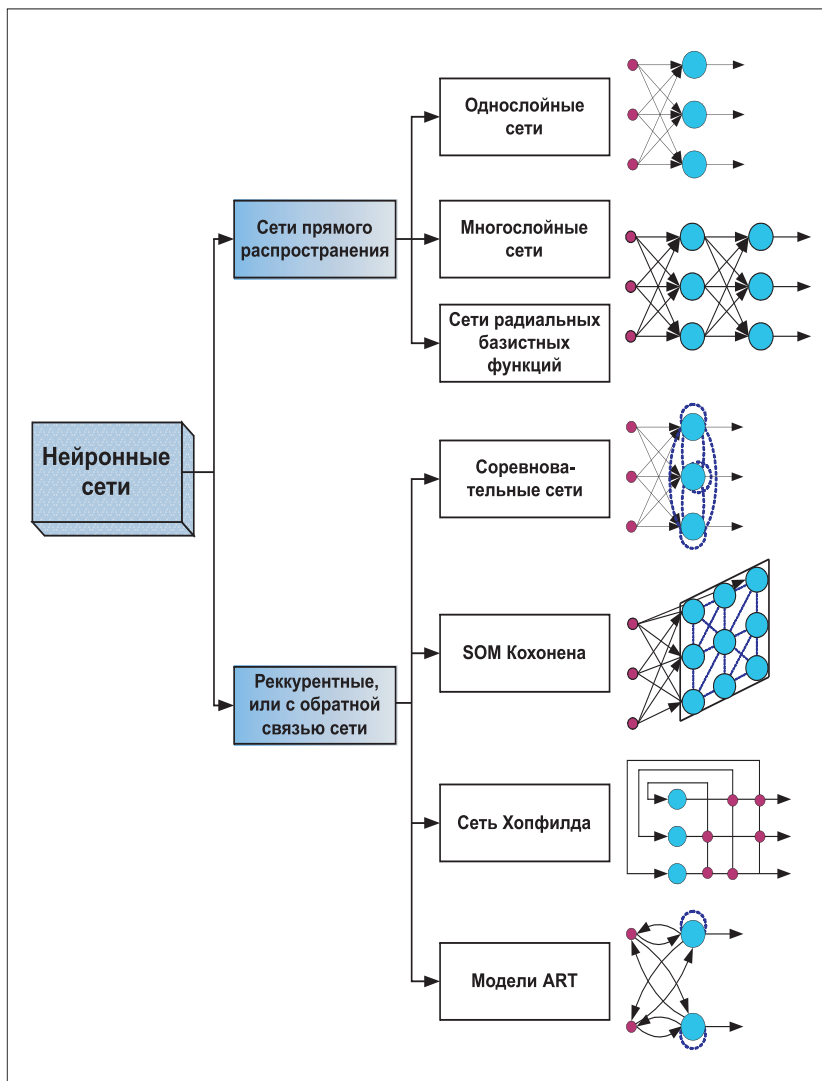 Нейронные
сети
Сети прямого
распространения
Однослойные
сети
Многослойные
сети
Сети радиальных
базистных
функций
Реккурентные,
или с обратной
связью сети
Соревнова-
тельные сети
SOM Кохонена
Сеть Хопфилда
Модели ART